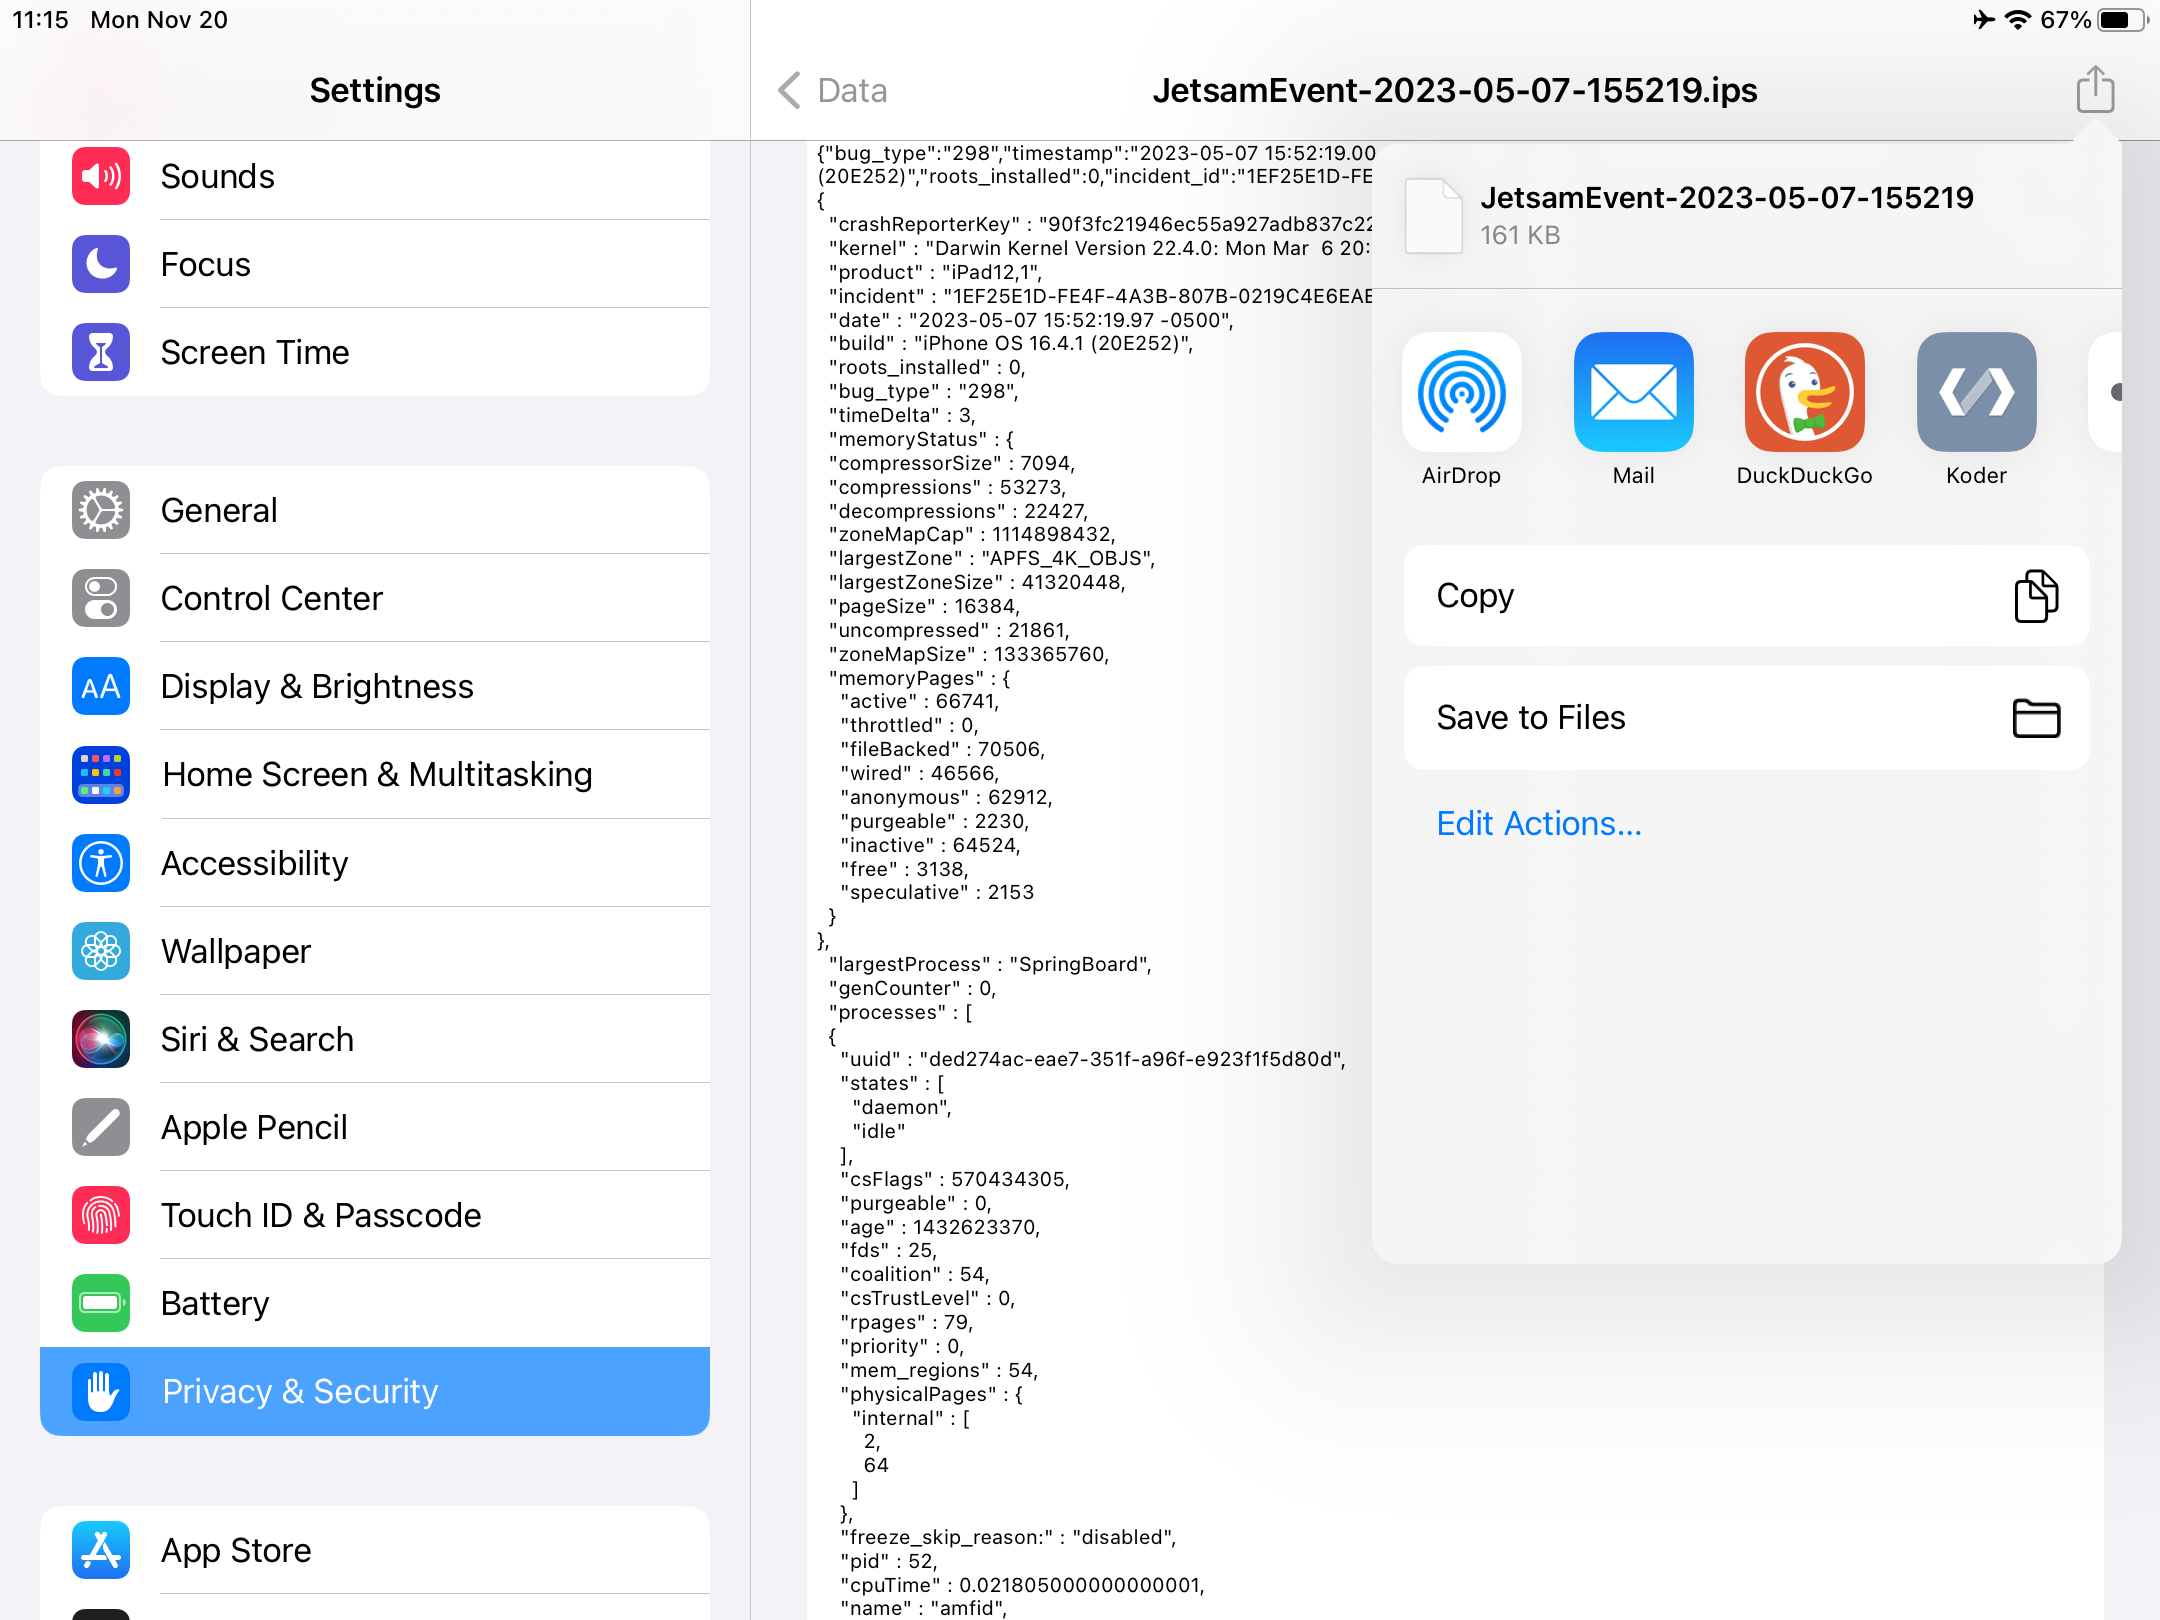 11:15 Mon Nov 20
67%
Settings
Sounds
Focus
Screen Time
General
Control Center
AA Display & Brightness
Home Screen & Multitasking
Accessibility
Wallpaper
Siri & Search
Apple Pencil
Touch ID & Passcode
Battery
Privacy & Security
App Store
Data
JetsamEvent-2023-05-07-155219.ips
{"bug_type":"298","timestamp":"2023-05-07 15:52:19.00
(20E252)","roots_installed":0,"incident_id":"1EF25E1D-FE
{
"crashReporterKey" : "90f3fc21946ec55a927adb837c22
"kernel" : "Darwin Kernel Version 22.4.0: Mon Mar  6 20:
"product" : "iPad12,1",
"incident" : "1EF25E1D-FE4F-4A3B-807B-0219C4E6EAE
"date" : "2023-05-07 15:52:19.97 -0500",
"build" : "iPhone OS 16.4.1 (20E252)",
"roots_installed" : 0,
"bug_type" : "298",
"timeDelta" : 3,
"memoryStatus" : {
"compressorSize" : 7094,
"compressions" : 53273,
"decompressions" : 22427,
"zoneMapCap" : 1114898432,
"largestZone" : "APFS_4K_OBJS",
"largestZoneSize" : 41320448,
"pageSize" : 16384,
"uncompressed" : 21861,
"zoneMapSize" : 133365760,
"memoryPages" : {
"active" : 66741,
"throttled" : 0,
"fileBacked" : 70506,
"wired" : 46566,
"anonymous" : 62912,
"purgeable" : 2230,
"inactive" : 64524,
"free" : 3138,
"speculative" : 2153
}
},
"largestProcess" : "SpringBoard",
"genCounter" : 0,
"processes" : [
{
"uuid" : "ded274ac-eae7-351f-a96f-e923f1f5d80d",
"states" : [
"daemon",
"idle"
],
"csFlags" : 570434305,
"purgeable" : 0,
"age" : 1432623370,
"fds" : 25,
"coalition" : 54,
"csTrustLevel" : 0,
"rpages" : 79,
"priority" : 0,
"mem_regions" : 54,
"physicalPages" : {
"internal" : [
2,
64
]
},
"freeze_skip_reason:" : "disabled",
"pid" : 52,
"cpuTime" : 0.021805000000000001,
"name" : "amfid",
JetsamEvent-2023-05-07-155219
161 KB
AirDrop
Mail
DuckDuckGo
Koder
Copy
Save to Files
Edit Actions...